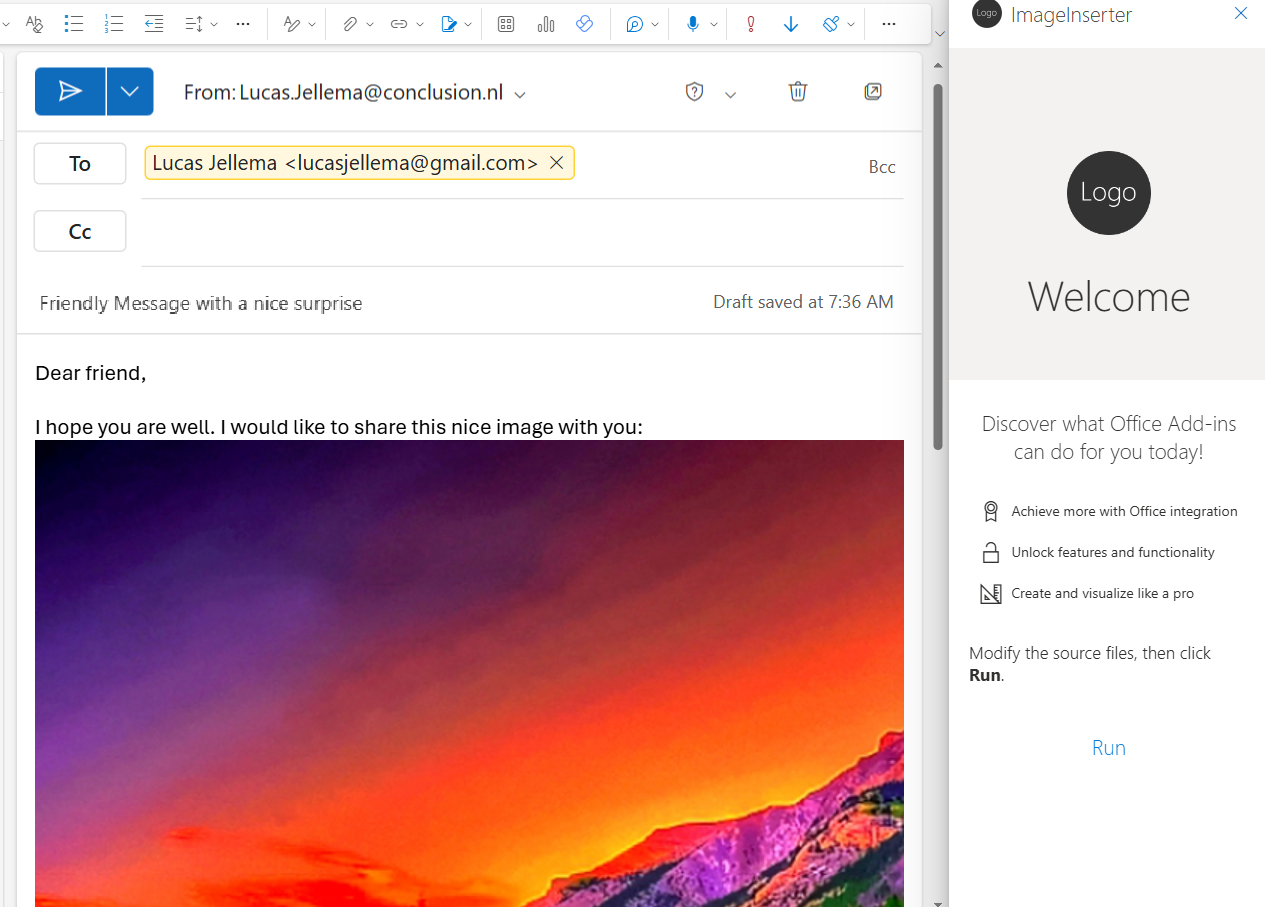 Logo ImageInserter
From: Lucas.Jellema@conclusion.nl
To Lucas Jellema <lucasjellema@gmail.com>
Bcc
Cc
Friendly Message with a nice surprise
Draft saved at 7:36 AM
Dear friend,
I hope you are well. I would like to share this nice image with you:
Logo
Welcome
Discover what Office Add-ins
can do for you today!
Achieve more with Office integration
Unlock features and functionality
Create and visualize like a pro
Modify the source files, then click
Run.
Run